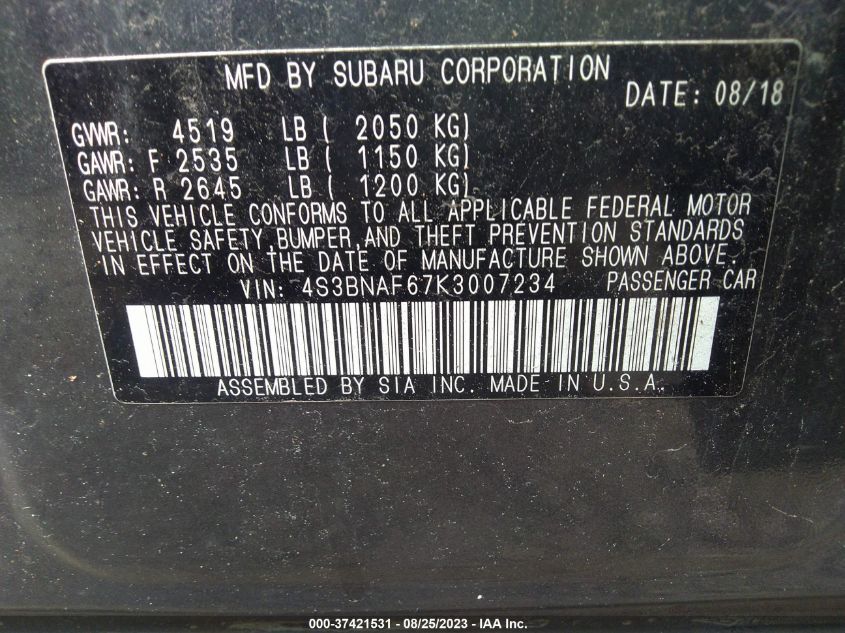 MFD BY SUBARU CORPORATION
DATE: 08/18
GVWR: 4519 LB ( 2050 KG)
GAWR: F 2535 LB ( 1150 KG)
GAWR: R 2645 LB ( 1200 KG)
THIS VEHICLE CONFORMS TO ALL APPLICABLE FEDERAL MOTOR
VEHICLE SAFETY,BUMPER,AND THEFT PREVENTION STANDARDS
IN EFFECT ON THE DATE OF MANUFACTURE SHOWN ABOVE.
VIN: 4S3BNAF67K3007234 PASSENGER CAR
ASSEMBLED BY SIA INC. MADE IN U.S.A.
000-37421531 - 08/25/2023 - IAA Inc.